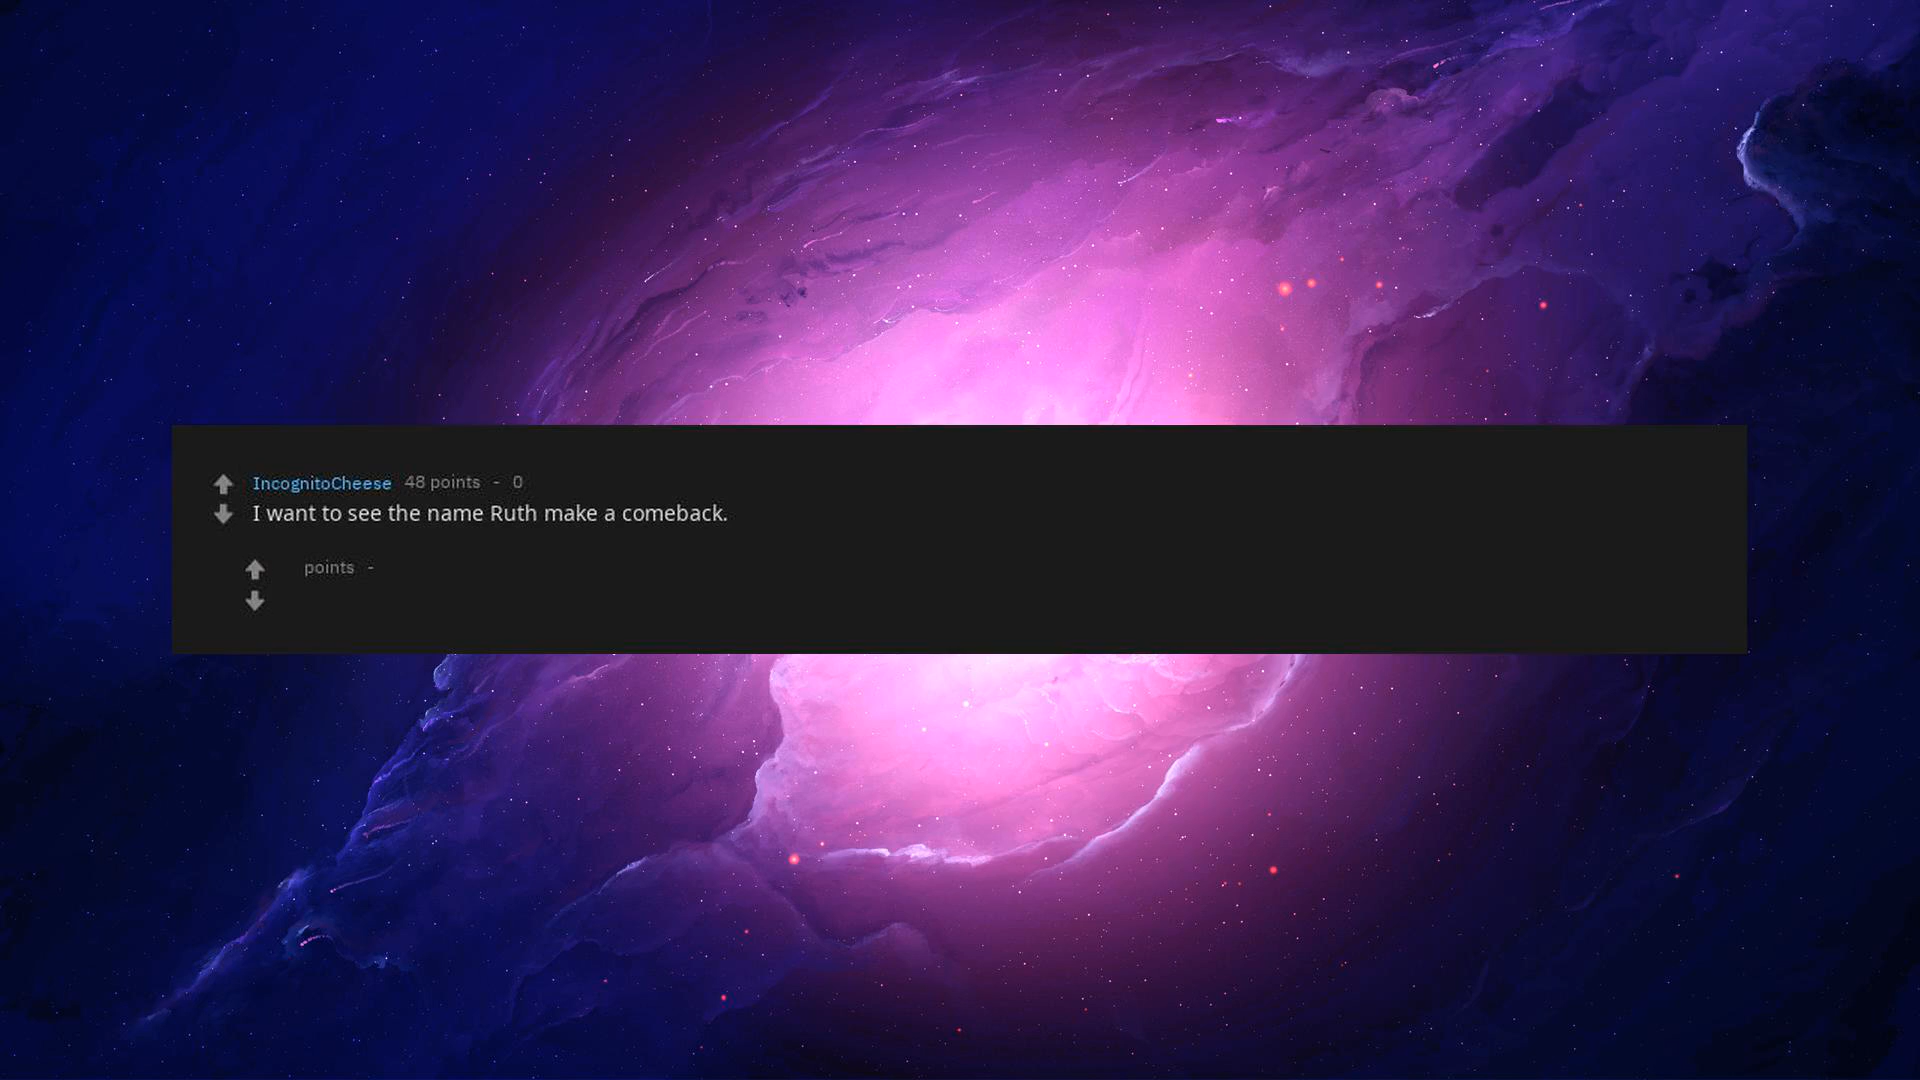 IncognitoCheese 48 points - 0
I want to see the name Ruth make a comeback.
points -